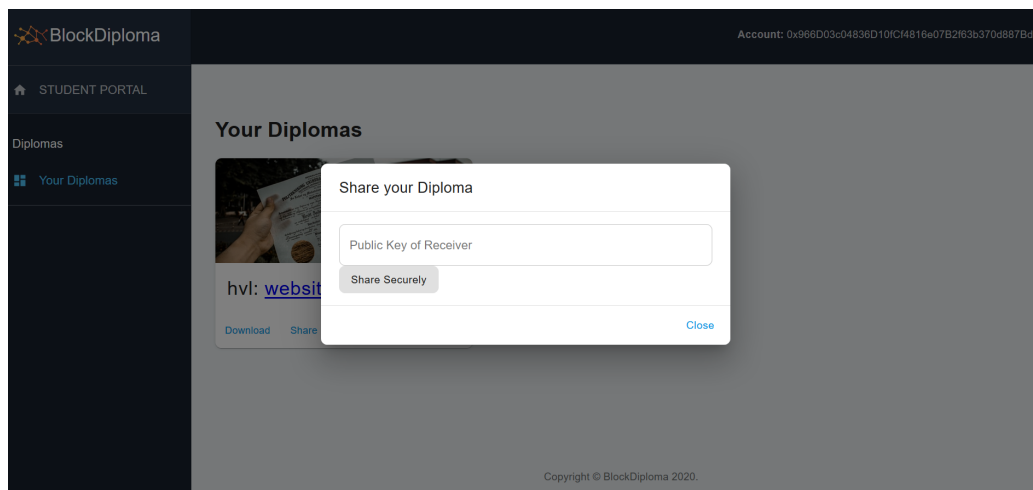 BlockDiploma
Account: 0x966D03c04836D10fCf4816e07B2f63b370d887Bd
STUDENT PORTAL
Diplomas
Your Diplomas
Your Diplomas
Share your Diploma
Public Key of Receiver
Share Securely
hvl: websit
Download Share
Close
Copyright © BlockDiploma 2020.